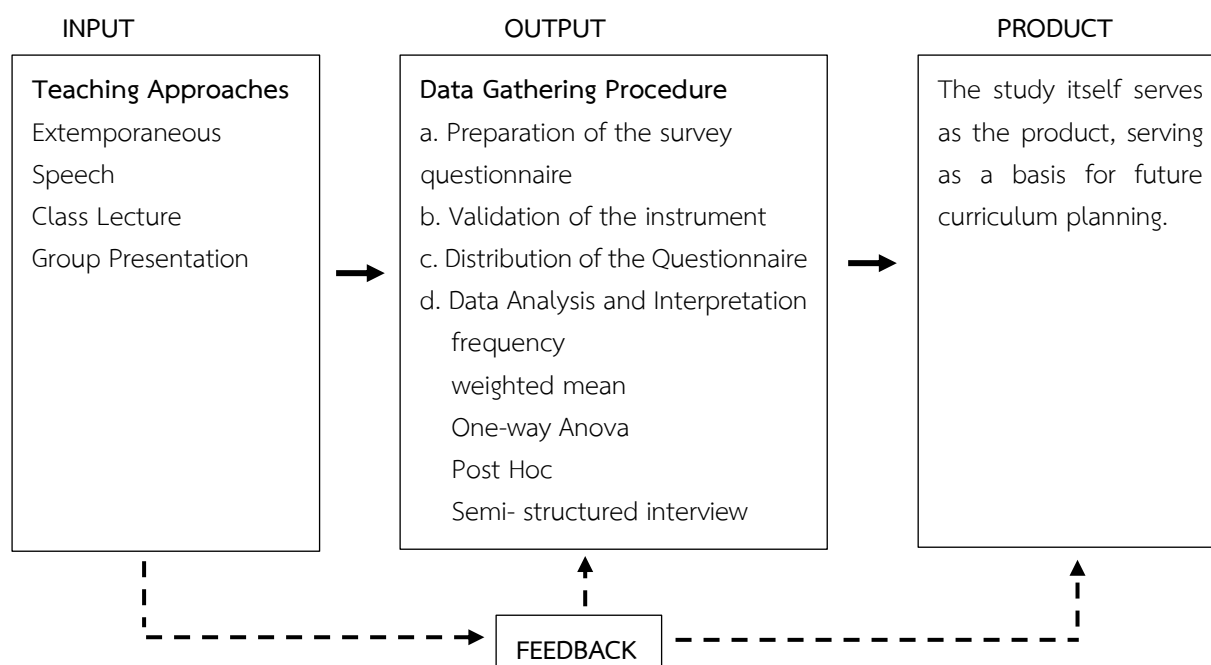 INPUT
Teaching Approaches
Extemporaneous
Speech
Class Lecture
Group Presentation
OUTPUT
Data Gathering Procedure
a. Preparation of the survey
questionnaire
b. Validation of the instrument
c. Distribution of the Questionnaire
d. Data Analysis and Interpretation
frequency
weighted mean
One-way Anova
Post Hoc
Semi- structured interview
PRODUCT
The study itself serves
as the product, serving
as a basis for future
curriculum planning.
FEEDBACK